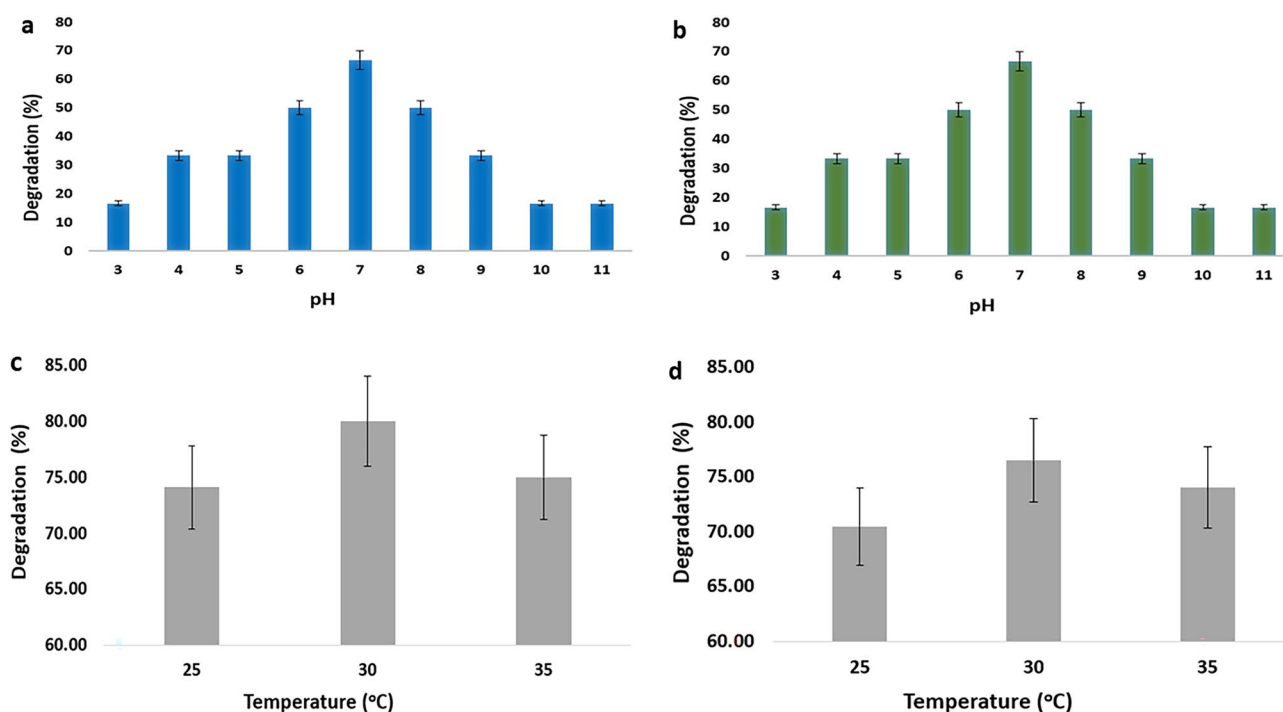 a
80
70
60
50
40
30
20
10
0
Degradation (%)
3 4 5 6 7 8 9 10 11
pH
b
80
70
60
50
40
30
20
10
0
Degradation (%)
3 4 5 6 7 8 9 10 11
pH
c
85.00
80.00
75.00
70.00
65.00
60.00
Degradation (%)
25 30 35
Temperature (°C)
d
85.00
80.00
75.00
70.00
65.00
60.00
Degradation (%)
25 30 35
Temperature (°C)